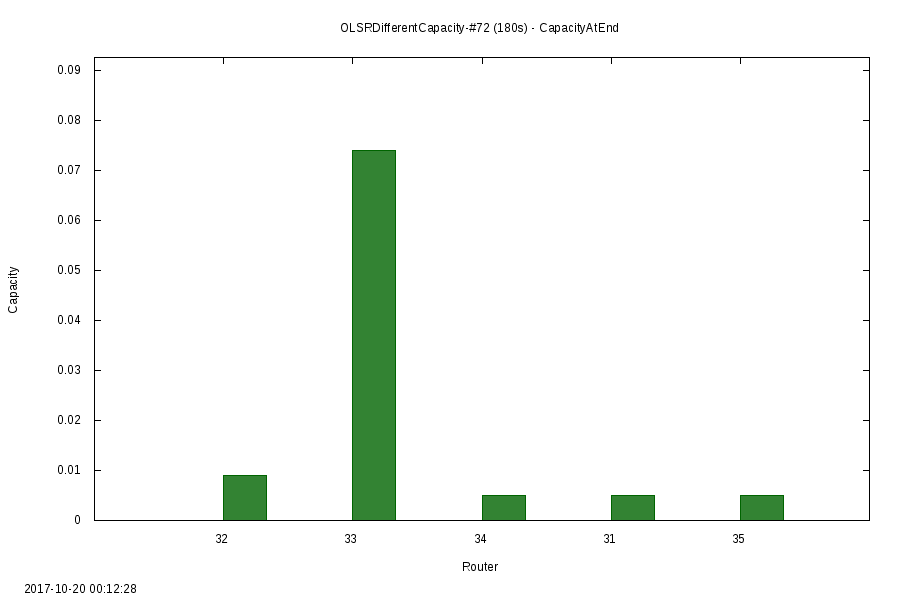 OLSRDifferentCapacity-#72 (180s) - CapacityAtEnd
0.09
0.08
0.07
0.06
0.05
0.04
0.03
0.02
0.01
0
Capacity
32 33 34 31 35
Router
2017-10-20 00:12:28